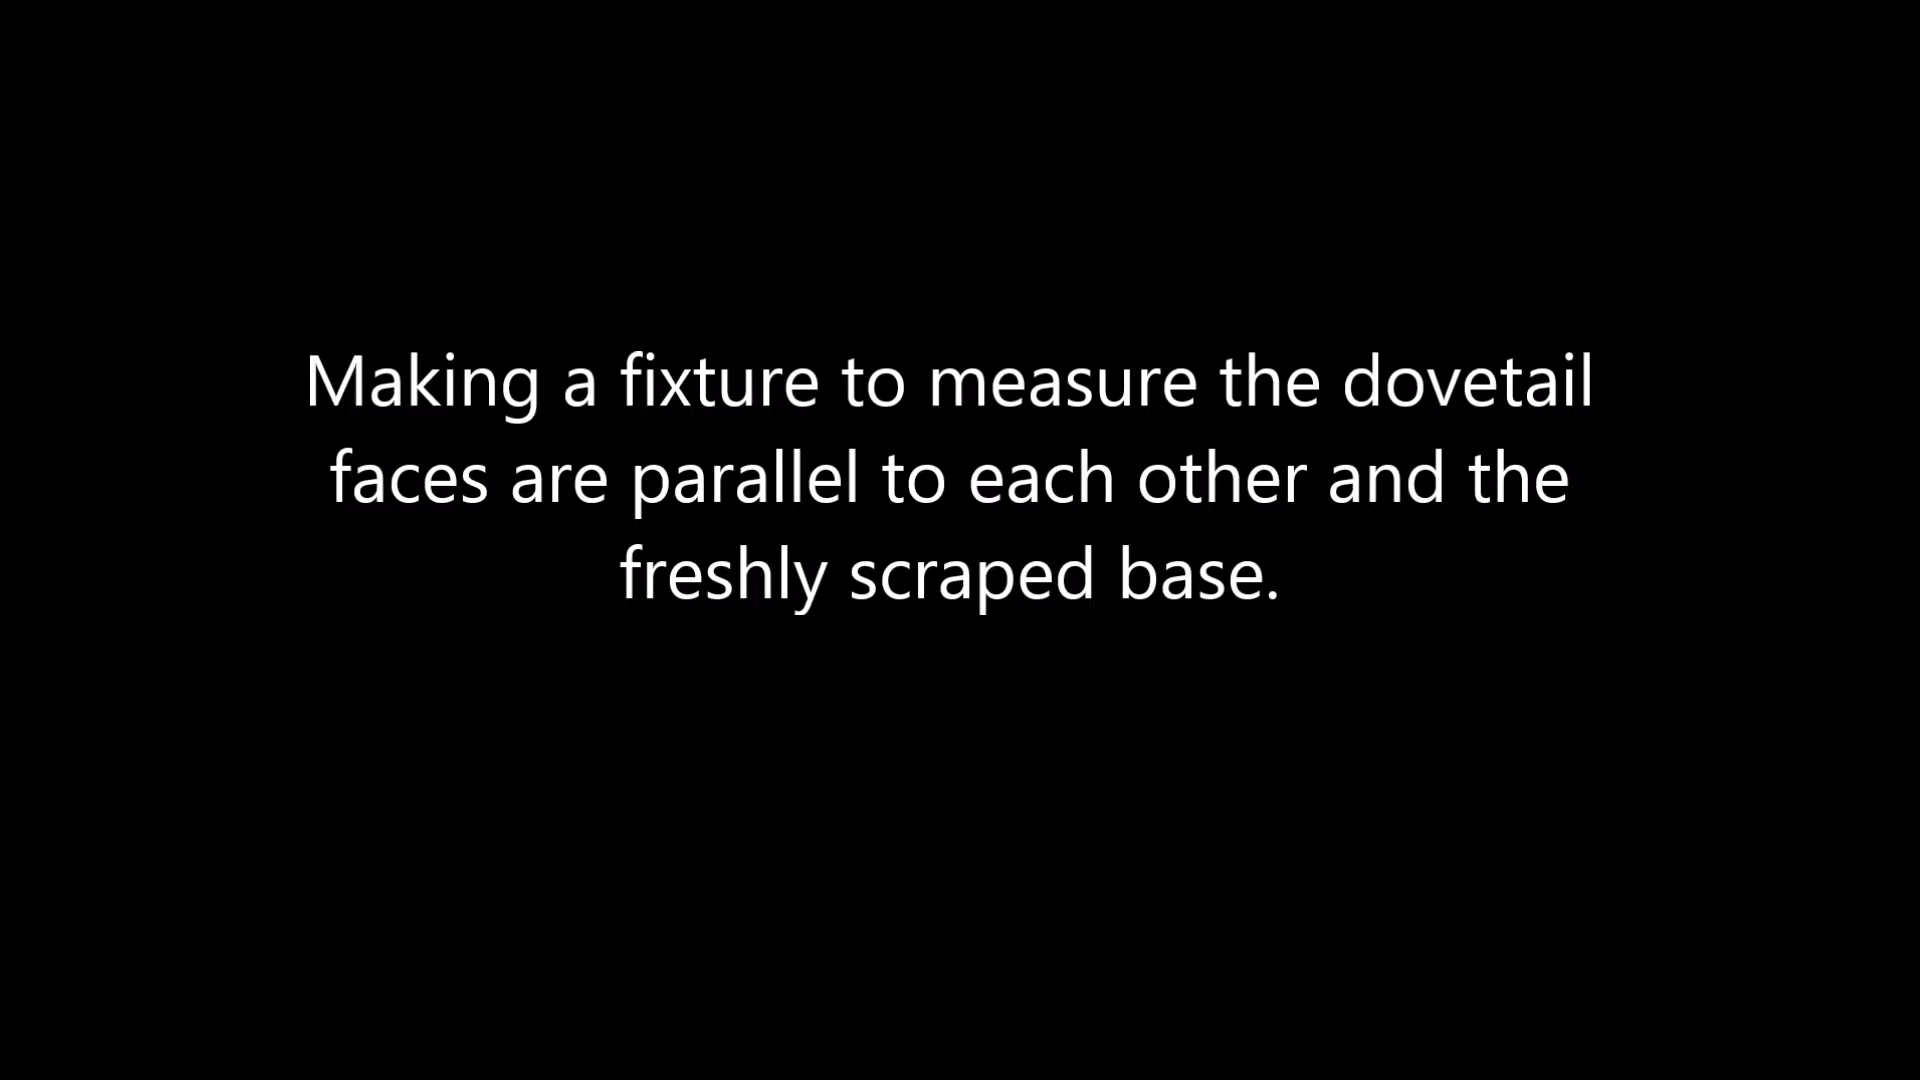 Making a fixture to measure the dovetail
faces are parallel to each other and the
freshly scraped base.